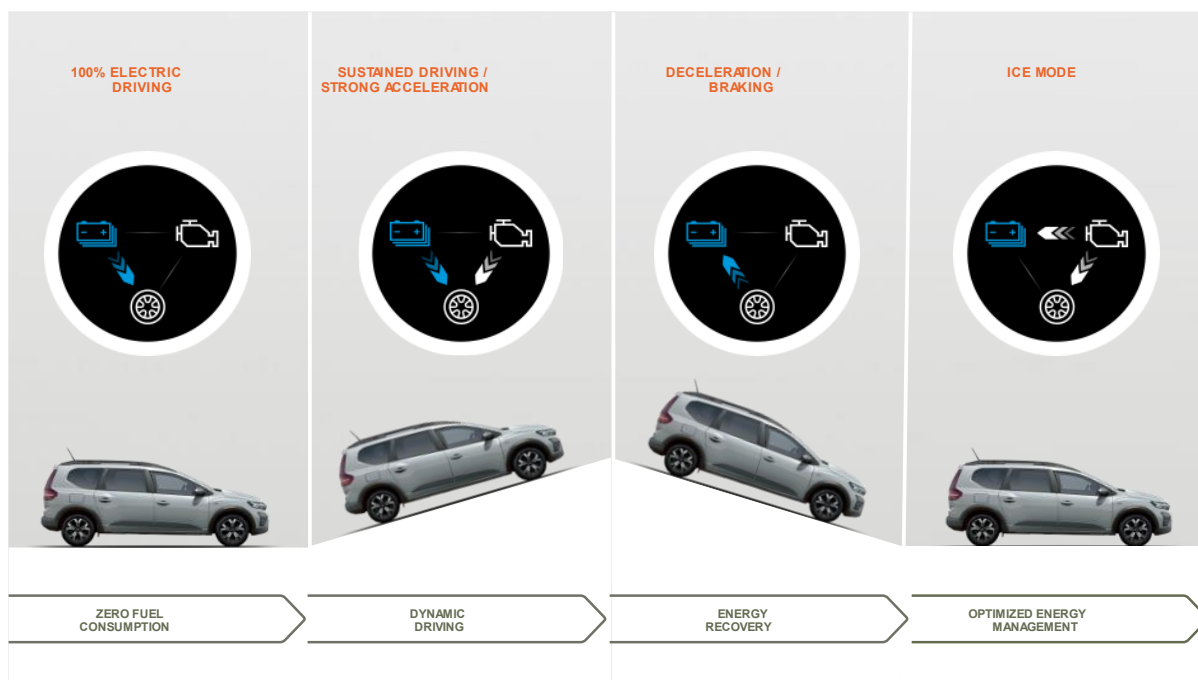 100% ELECTRIC
DRIVING
SUSTAINED DRIVING /
STRONG ACCELERATION
DECELERATION /
BRAKING
ICE MODE
ZERO FUEL
CONSUMPTION
DYNAMIC
DRIVING
ENERGY
RECOVERY
OPTIMIZED ENERGY
MANAGEMENT